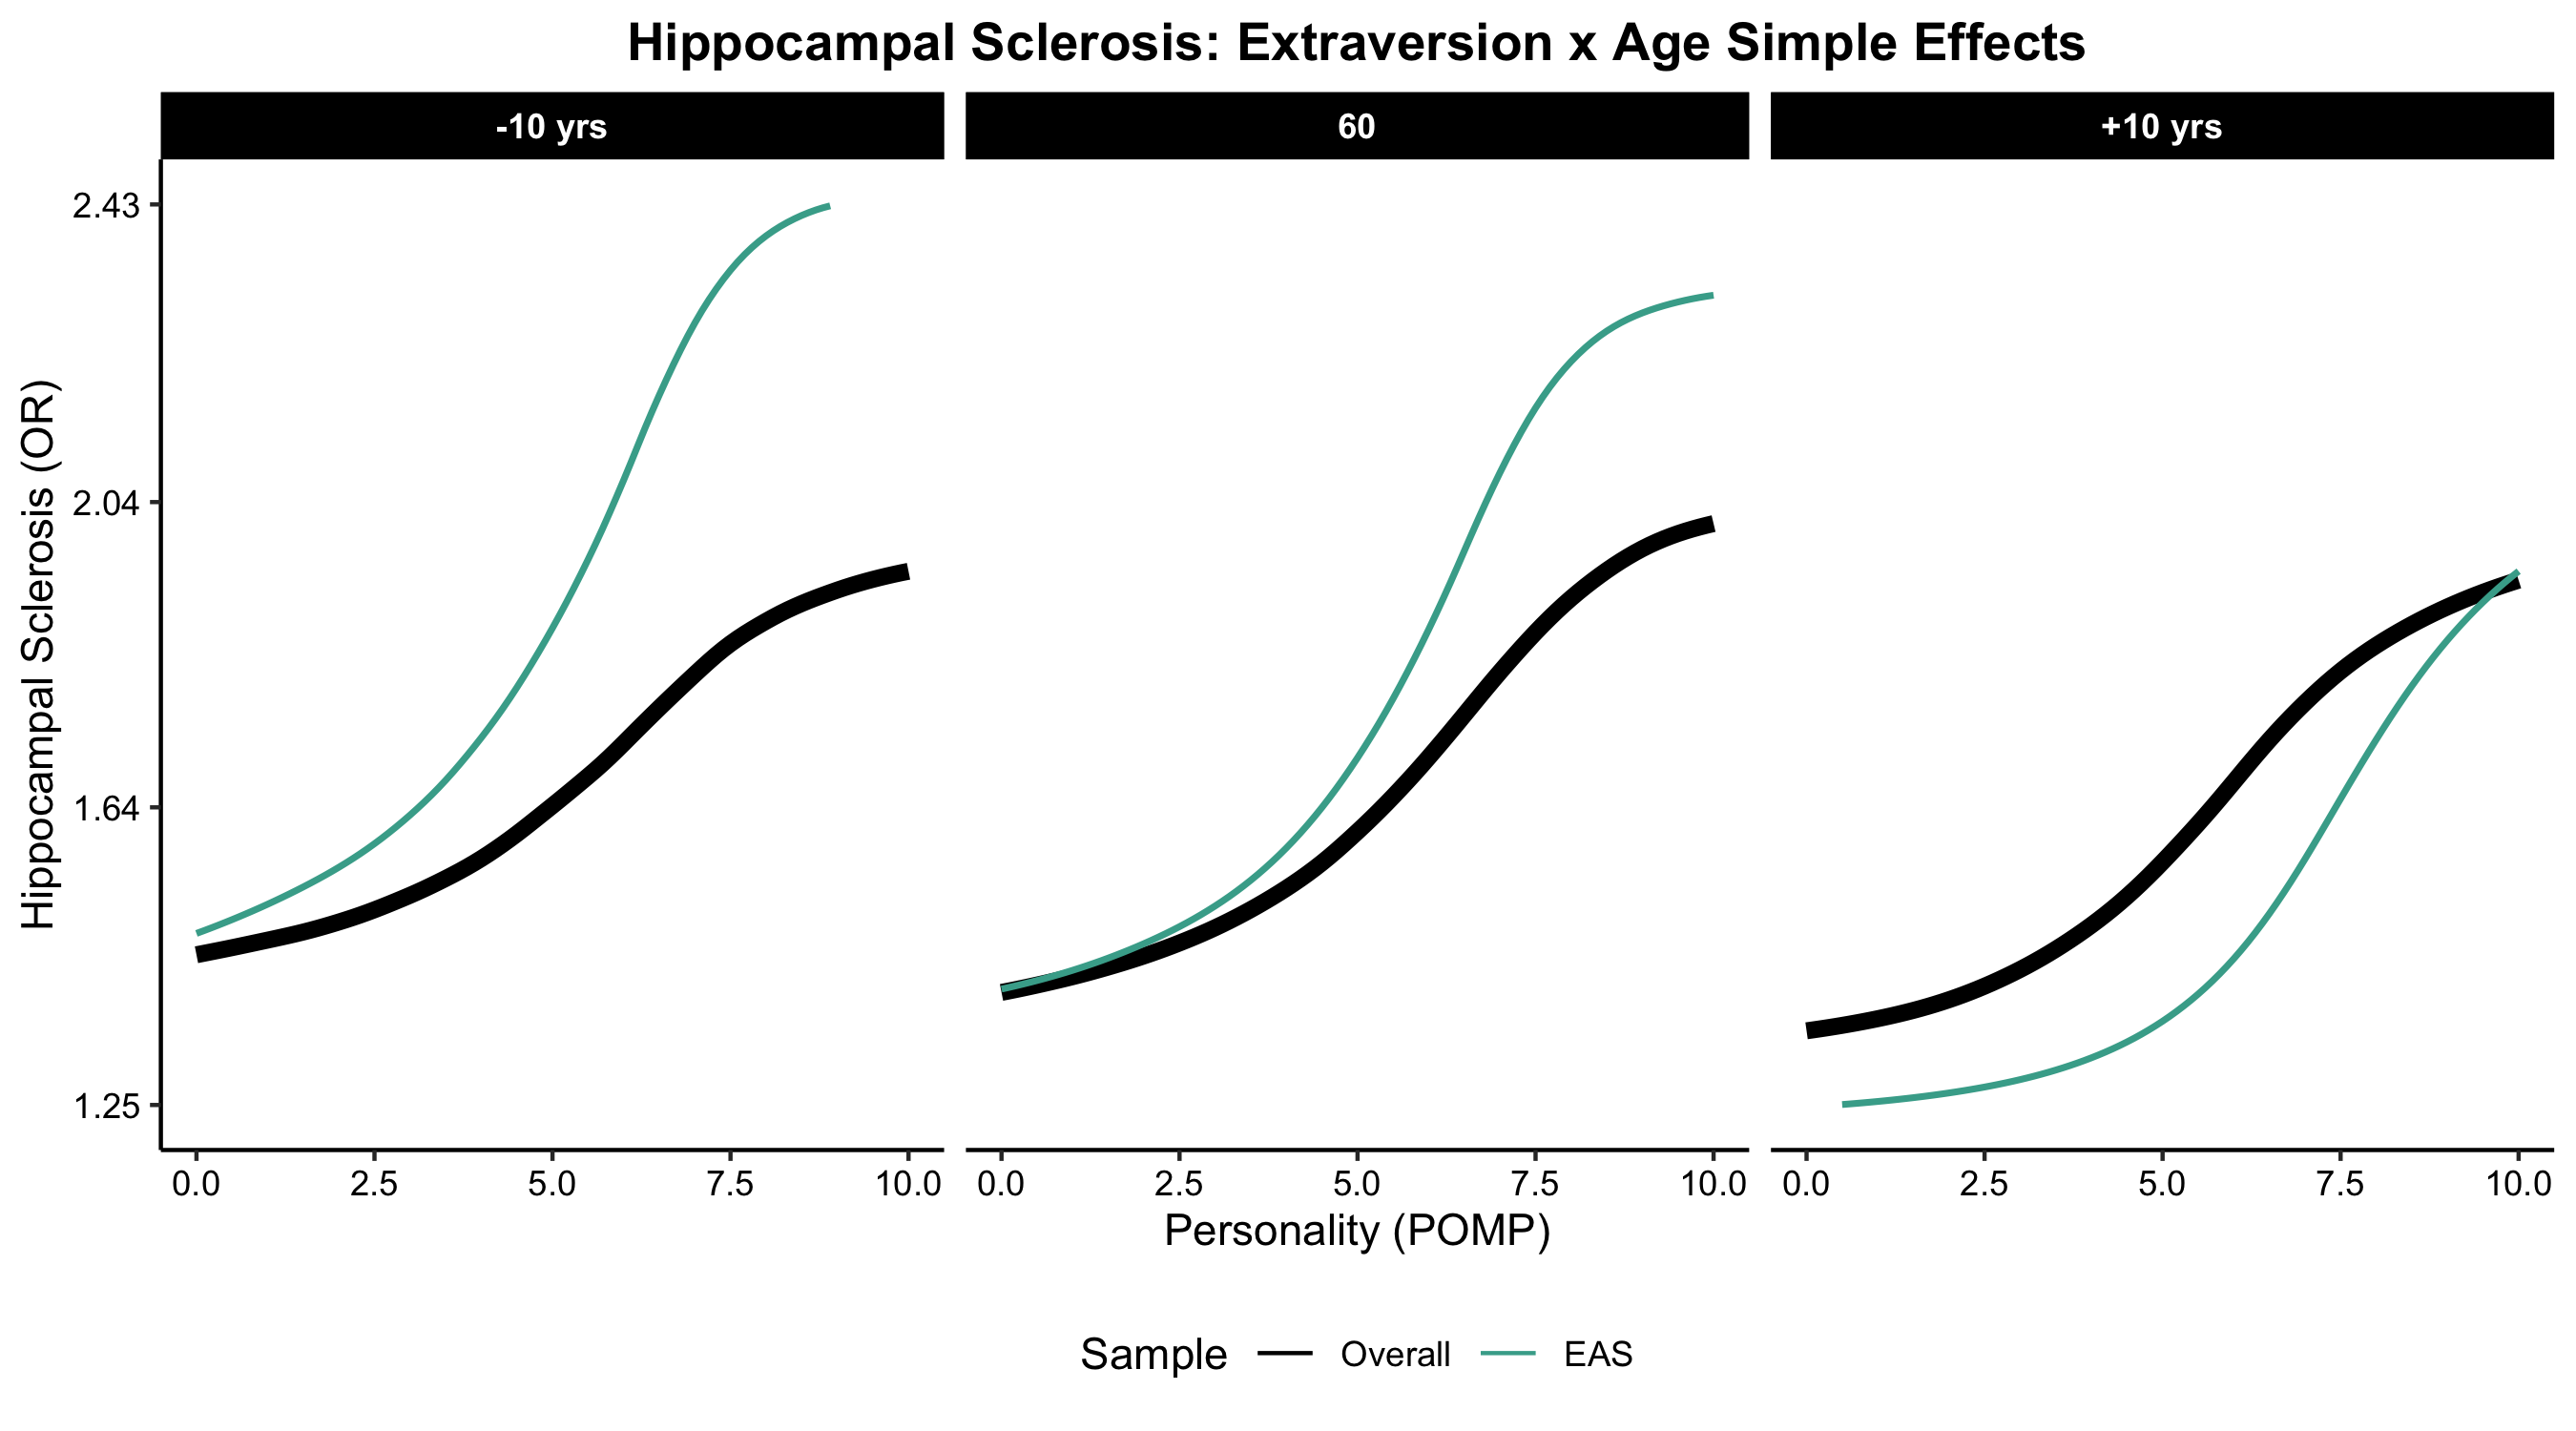 Hippocampal Sclerosis: Extraversion x Age Simple Effects
-10 yrs 60 +10 yrs
Hippocampal Sclerosis (OR)
2.43
2.04
1.64
1.25
0.0 2.5 5.0 7.5 10.0 0.0 2.5 5.0 7.5 10.0 0.0 2.5 5.0 7.5 10.0
Personality (POMP)
Sample Overall EAS